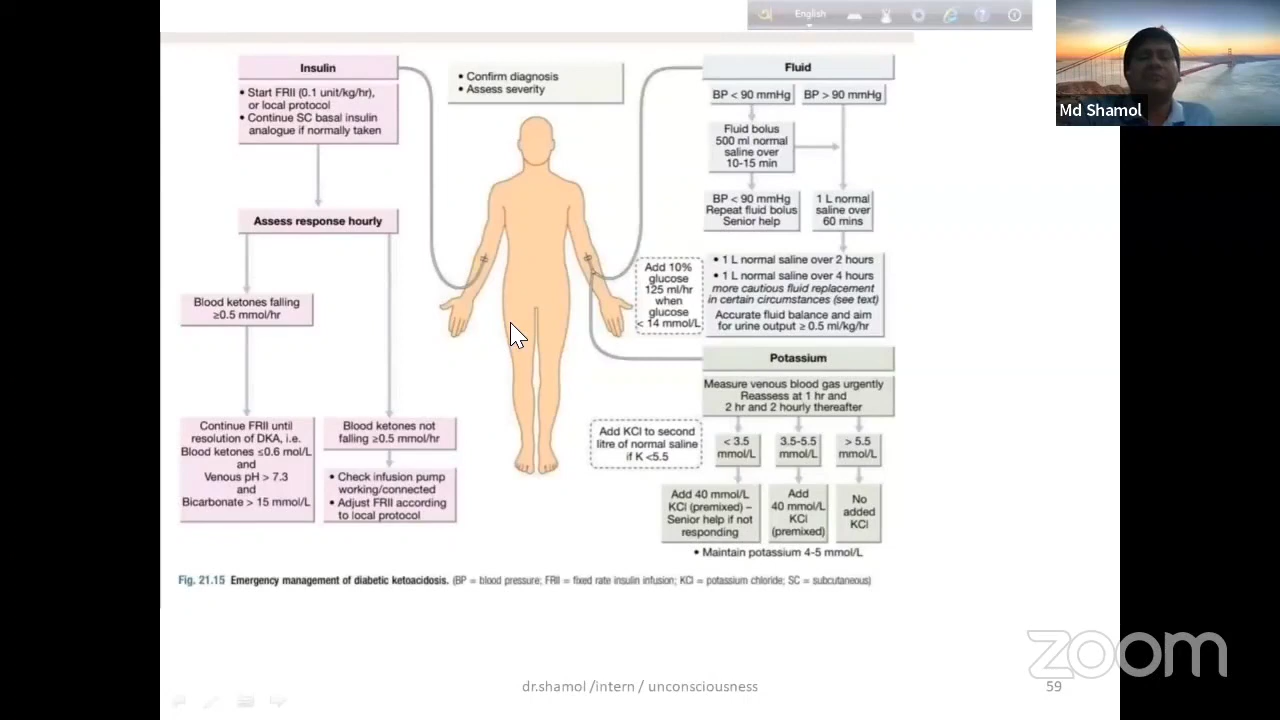 English
Md Shamol
Insulin
• Start FRII (0.1 unit/kg/hr),
or local protocol
• Continue SC basal insulin
analogue if normally taken
Assess response hourly
Blood ketones falling
≥0.5 mmol/hr
Continue FRII until
resolution of DKA, i.e.
Blood ketones ≤0.6 mol/L
and
Venous pH > 7.3
and
Bicarbonate > 15 mmol/L
Blood ketones not
falling ≥0.5 mmol/hr
• Check infusion pump
working/connected
• Adjust FRII according
to local protocol
• Confirm diagnosis
• Assess severity
Fluid
BP < 90 mmHg
BP > 90 mmHg
Fluid bolus
500 ml normal
saline over
10-15 min
BP < 90 mmHg
Repeat fluid bolus
Senior help
1 L normal
saline over
60 mins
Add 10%
glucose
125 ml/hr
when
glucose
< 14 mmol/L
• 1 L normal saline over 2 hours
• 1 L normal saline over 4 hours
more cautious fluid replacement
in certain circumstances (see text)
Accurate fluid balance and aim
for urine output ≥ 0.5 ml/kg/hr
Potassium
Measure venous blood gas urgently
Reassess at 1 hr and
2 hr and 2 hourly thereafter
Add KCl to second
litre of normal saline
if K <5.5
< 3.5
mmol/L
3.5-5.5
mmol/L
> 5.5
mmol/L
Add 40 mmol/L
KCl (premixed) –
Senior help if not
responding
Add
40 mmol/L
KCl
(premixed)
No
added
KCl
• Maintain potassium 4-5 mmol/L
Fig. 21.15 Emergency management of diabetic ketoacidosis. (BP = blood pressure; FRII = fixed rate insulin infusion; KCl = potassium chloride; SC = subcutaneous)
zoom
dr.shamol /intern / unconsciousness
59